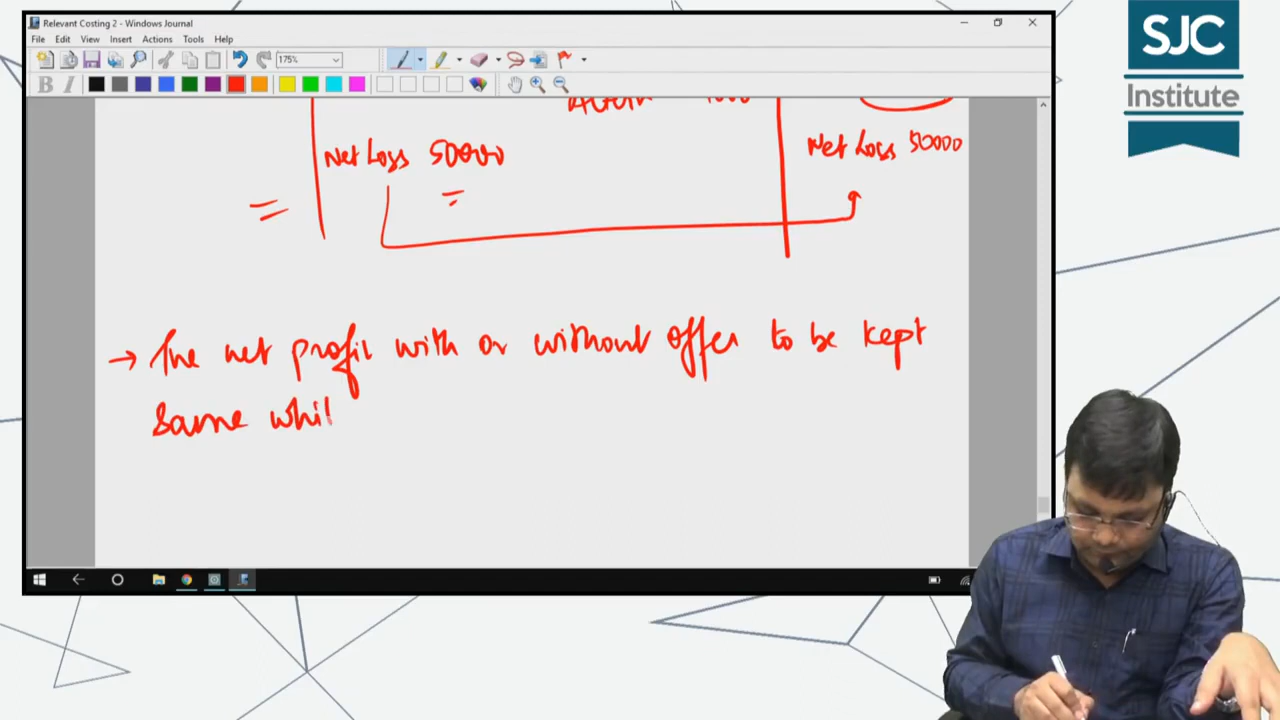 Relevant Costing 2 - Windows Journal
SJC
Institute
File Edit View Insert Actions Tools Help
175%
B I
Net Loss 50000
Net Loss 50000
=
=
→ The net profit with or without offer to be kept
same whil